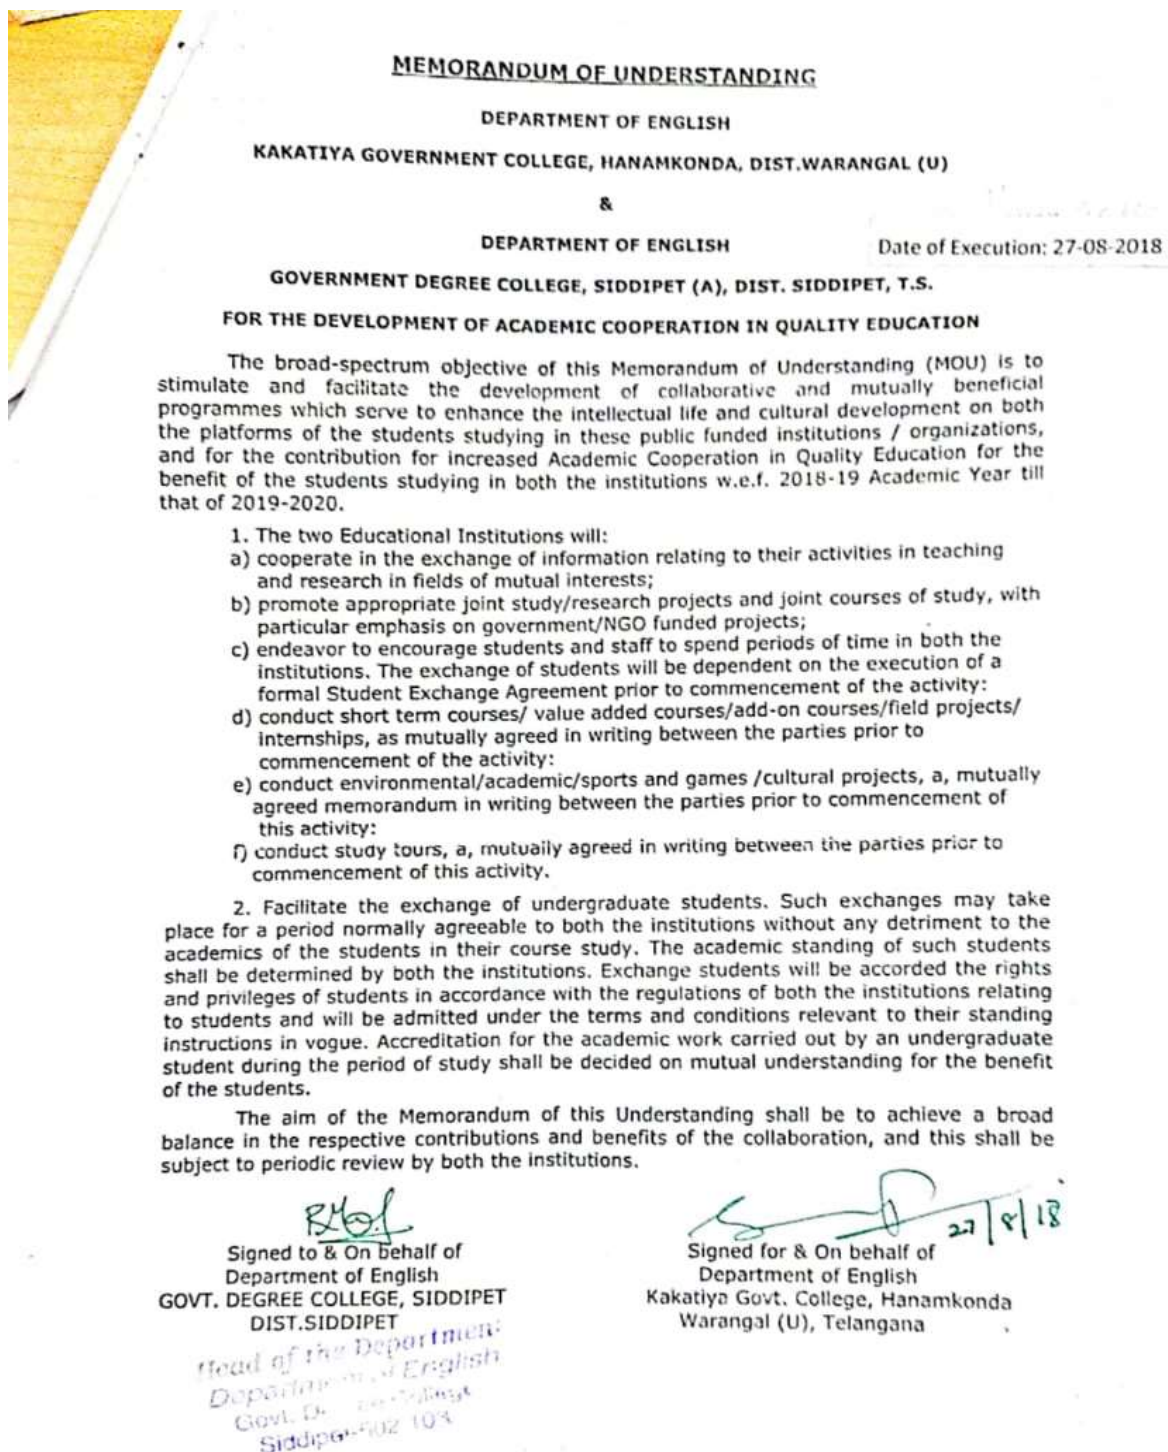 MEMORANDUM OF UNDERSTANDING
DEPARTMENT OF ENGLISH
KAKATIYA GOVERNMENT COLLEGE, HANAMKONDA, DIST.WARANGAL (U)
&
DEPARTMENT OF ENGLISH
Date of Execution: 27-08-2018
GOVERNMENT DEGREE COLLEGE, SIDDIPET (A), DIST. SIDDIPET, T.S.
FOR THE DEVELOPMENT OF ACADEMIC COOPERATION IN QUALITY EDUCATION
The broad-spectrum objective of this Memorandum of Understanding (MOU) is to
stimulate and facilitate the development of collaborative and mutually beneficial
programmes which serve to enhance the intellectual life and cultural development on both
the platforms of the students studying in these public funded institutions / organizations,
and for the contribution for increased Academic Cooperation in Quality Education for the
benefit of the students studying in both the institutions w.e.f. 2018-19 Academic Year till
that of 2019-2020.
1. The two Educational Institutions will:
a) cooperate in the exchange of information relating to their activities in teaching
and research in fields of mutual interests;
b) promote appropriate joint study/research projects and joint courses of study, with
particular emphasis on government/NGO funded projects;
c) endeavor to encourage students and staff to spend periods of time in both the
institutions. The exchange of students will be dependent on the execution of a
formal Student Exchange Agreement prior to commencement of the activity:
d) conduct short term courses/ value added courses/add-on courses/field projects/
internships, as mutually agreed in writing between the parties prior to
commencement of the activity:
e) conduct environmental/academic/sports and games /cultural projects, a, mutually
agreed memorandum in writing between the parties prior to commencement of
this activity:
f) conduct study tours, a, mutually agreed in writing between the parties prior to
commencement of this activity.
2. Facilitate the exchange of undergraduate students. Such exchanges may take
place for a period normally agreeable to both the institutions without any detriment to the
academics of the students in their course study. The academic standing of such students
shall be determined by both the institutions. Exchange students will be accorded the rights
and privileges of students in accordance with the regulations of both the institutions relating
to students and will be admitted under the terms and conditions relevant to their standing
instructions in vogue. Accreditation for the academic work carried out by an undergraduate
student during the period of study shall be decided on mutual understanding for the benefit
of the students.
The aim of the Memorandum of this Understanding shall be to achieve a broad
balance in the respective contributions and benefits of the collaboration, and this shall be
subject to periodic review by both the institutions.
27/8/18
Signed to & On behalf of
Department of English
GOVT. DEGREE COLLEGE, SIDDIPET
DIST.SIDDIPET
Signed for & On behalf of
Department of English
Kakatiya Govt. College, Hanamkonda
Warangal (U), Telangana
Head of the Department
Department of English
Govt. College
Siddipet-502 103